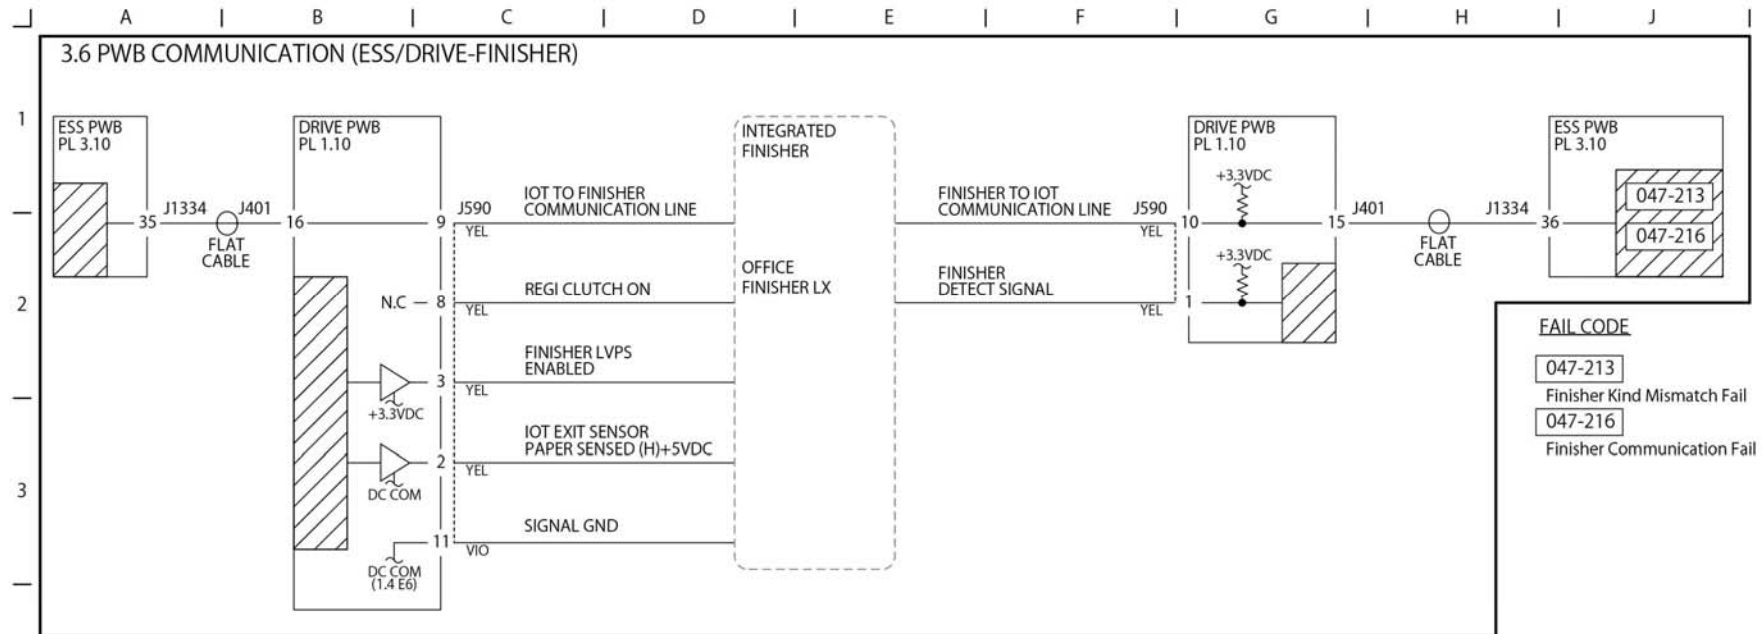 A | B | C | D | E | F | G | H | J
3.6 PWB COMMUNICATION (ESS/DRIVE-FINISHER)
1
2
3
ESS PWB
PL 3.10
35
J1334
J401
FLAT
CABLE
DRIVE PWB
PL 1.10
16
9
J590
YEL
IOT TO FINISHER
COMMUNICATION LINE
N.C
8
YEL
REGI CLUTCH ON
3
YEL
+3.3VDC
FINISHER LVPS
ENABLED
2
YEL
DC COM
IOT EXIT SENSOR
PAPER SENSED (H)+5VDC
11
VIO
DC COM
(1.4 E6)
SIGNAL GND
INTEGRATED
FINISHER
OFFICE
FINISHER LX
FINISHER TO IOT
COMMUNICATION LINE
J590
YEL
FINISHER
DETECT SIGNAL
YEL
DRIVE PWB
PL 1.10
+3.3VDC
10
15
+3.3VDC
1
J401
J1334
FLAT
CABLE
ESS PWB
PL 3.10
36
047-213
047-216
FAIL CODE
047-213
Finisher Kind Mismatch Fail
047-216
Finisher Communication Fail